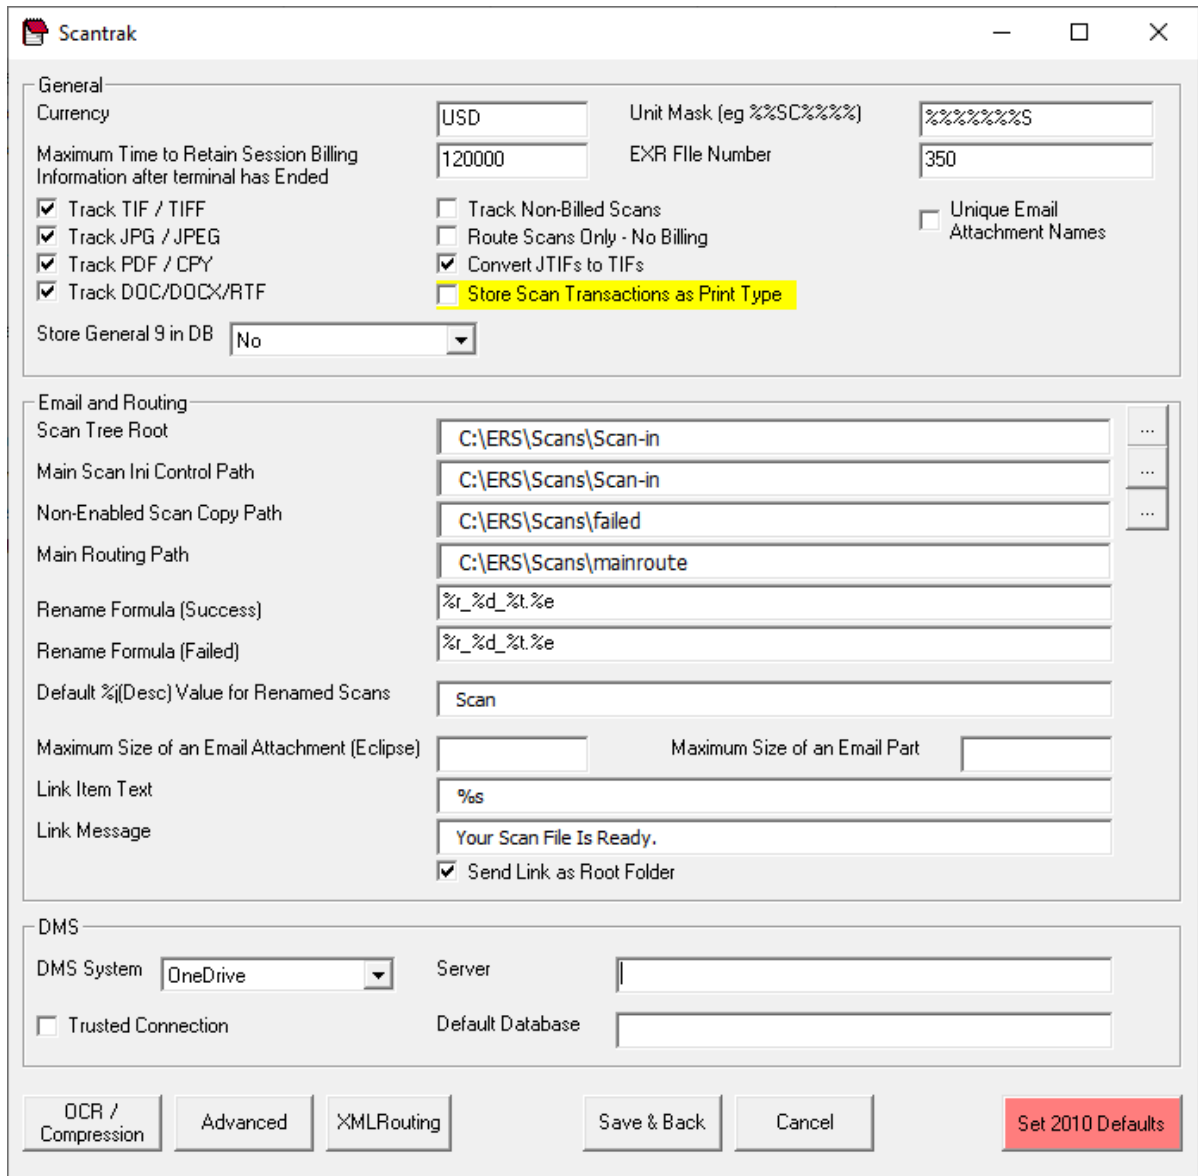 Scantrak
General
Currency USD Unit Mask (eg %%SC%%%%) %%%%%%%S
Maximum Time to Retain Session Billing
Information after terminal has Ended 120000 EXR FIle Number 350
Track TIF / TIFF Track Non-Billed Scans Unique Email
Attachment Names
Track JPG / JPEG Route Scans Only - No Billing
Track PDF / CPY Convert JTIFs to TIFs
Track DOC/DOCX/RTF Store Scan Transactions as Print Type
Store General 9 in DB No
Email and Routing
Scan Tree Root C:\ERS\Scans\Scan-in ...
Main Scan Ini Control Path C:\ERS\Scans\Scan-in ...
Non-Enabled Scan Copy Path C:\ERS\Scans\failed ...
Main Routing Path C:\ERS\Scans\mainroute
Rename Formula (Success) %r_%d_%t.%e
Rename Formula (Failed) %r_%d_%t.%e
Default %j(Desc) Value for Renamed Scans Scan
Maximum Size of an Email Attachment (Eclipse) Maximum Size of an Email Part
Link Item Text %s
Link Message Your Scan File Is Ready.
Send Link as Root Folder
DMS
DMS System OneDrive Server
Trusted Connection Default Database
OCR /
Compression Advanced XMLRouting Save & Back Cancel Set 2010 Defaults